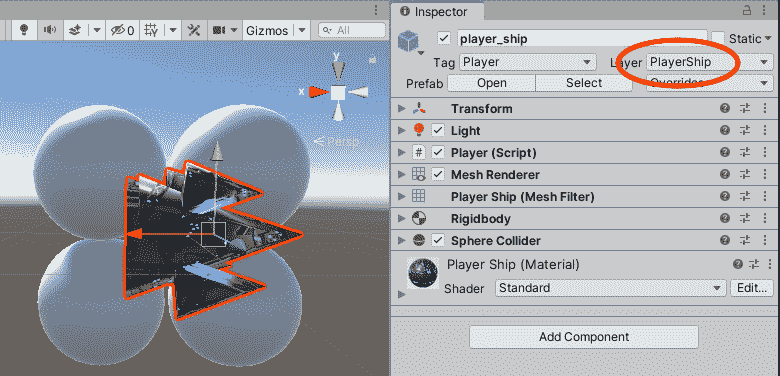 Inspector
0
Gizmos
All
player_ship
Static
Tag Player
Layer PlayerShip
Prefab Open Select Overrides
y
x
Persp
Transform
Light
# Player (Script)
Mesh Renderer
Player Ship (Mesh Filter)
Rigidbody
Sphere Collider
Player Ship (Material)
Shader Standard Edit...
Add Component